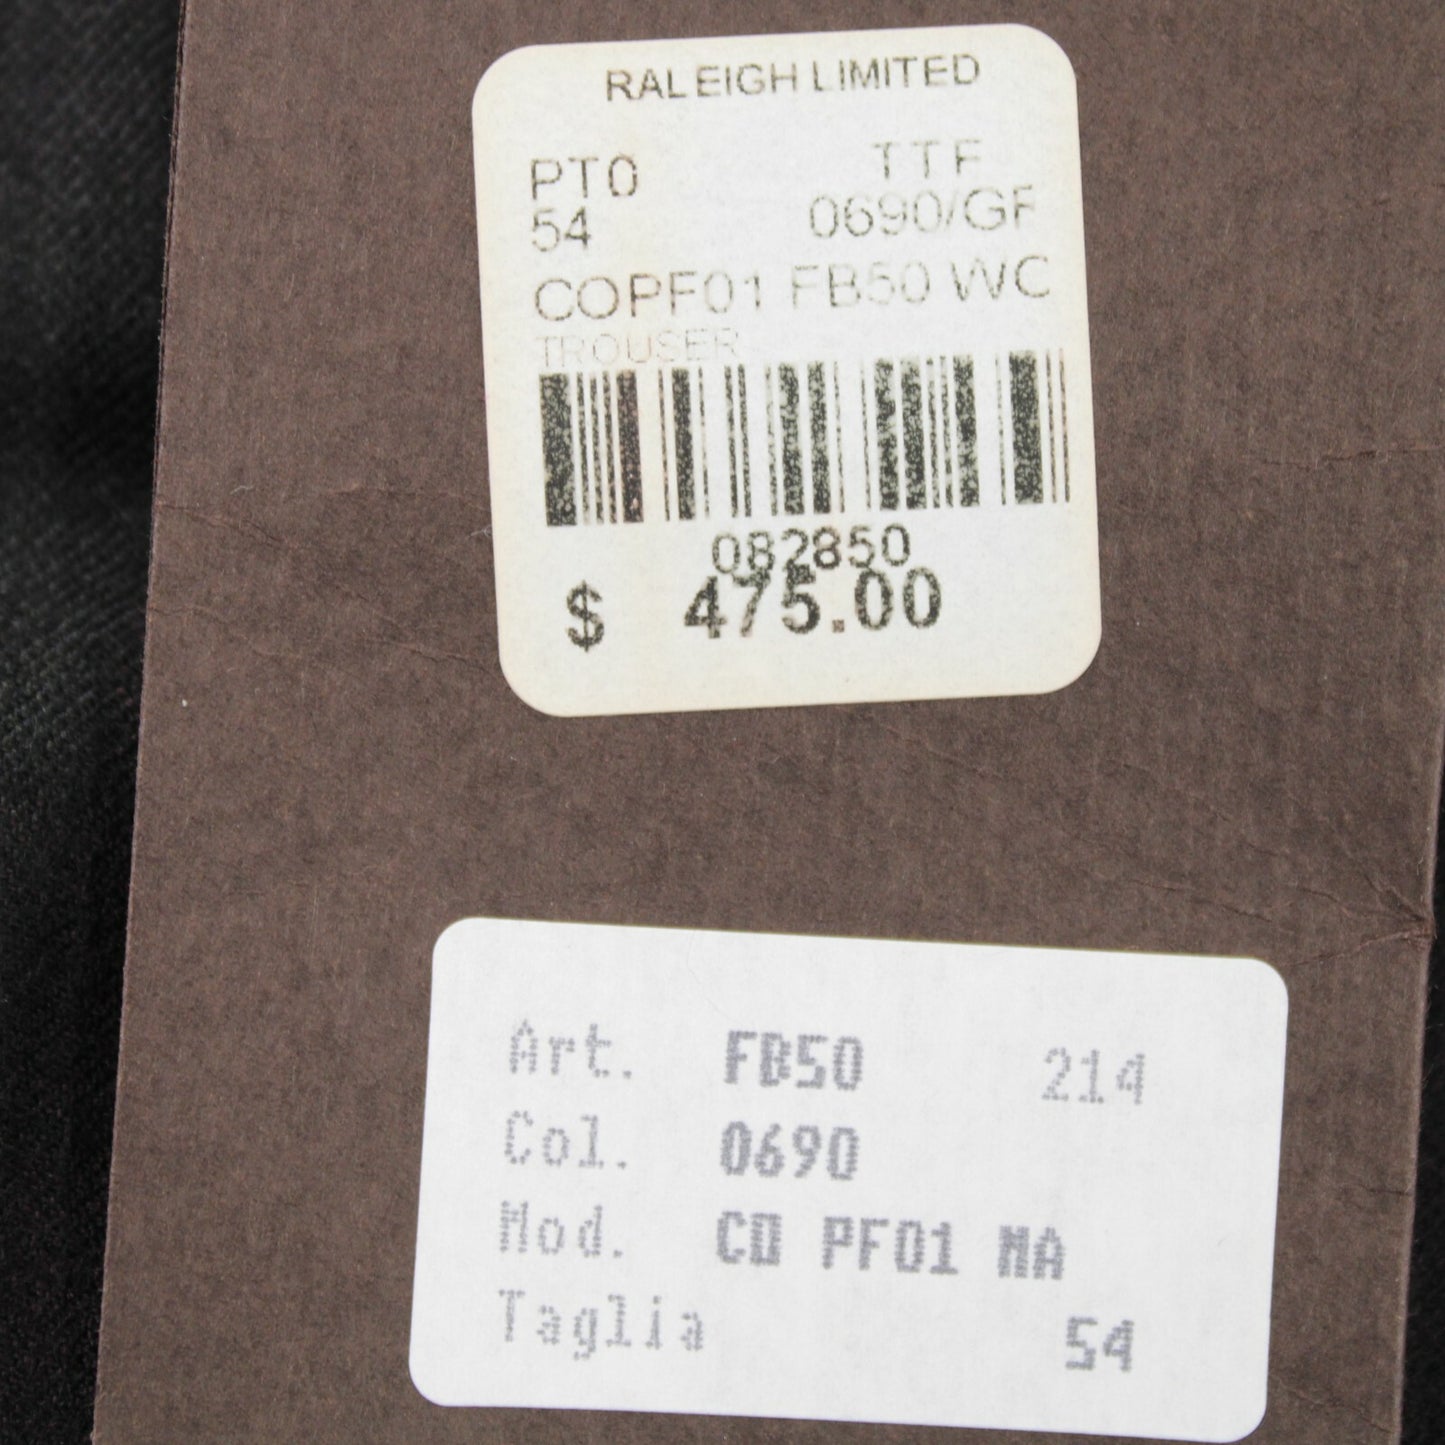 RALEIGH LIMITED
PT0 TTF
54 0690/GF
COPF01 FB50 WC
TROUSER
082850
$ 475.00
Art. FB50 214
Col. 0690
Mod. CO PF01 MA
Taglia 54